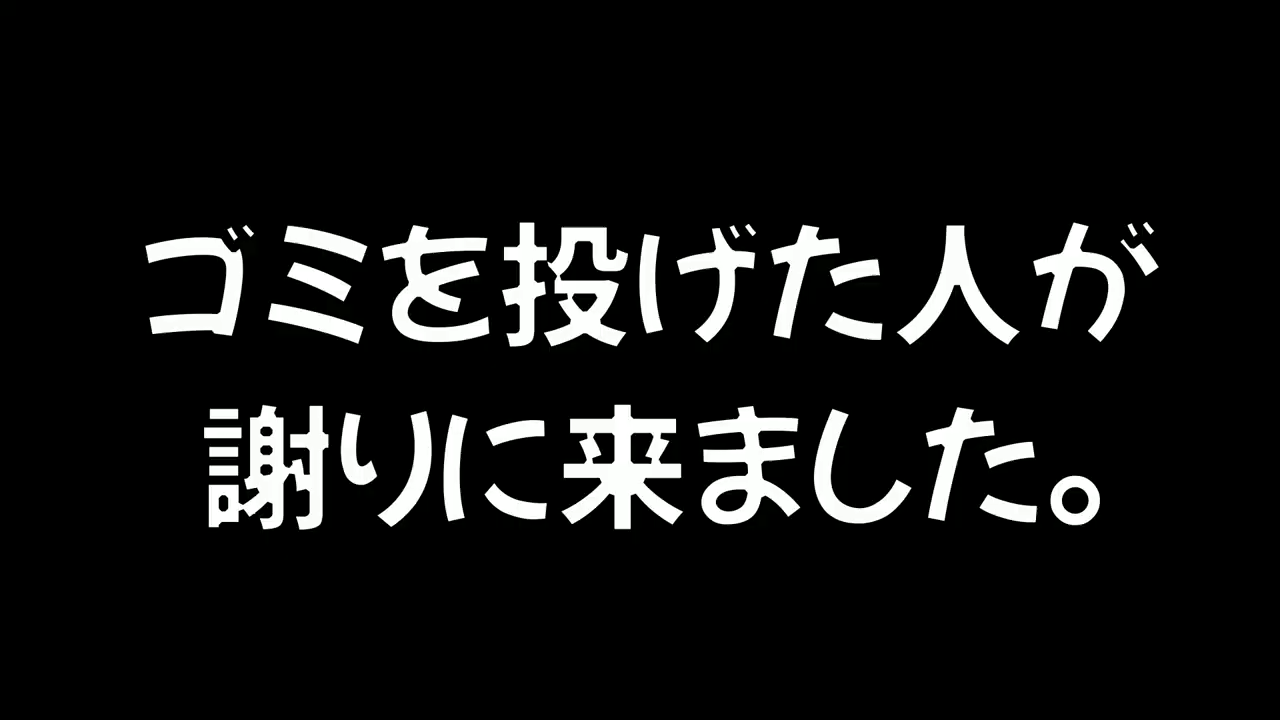 ゴミを投げた人が
謝りに来ました。